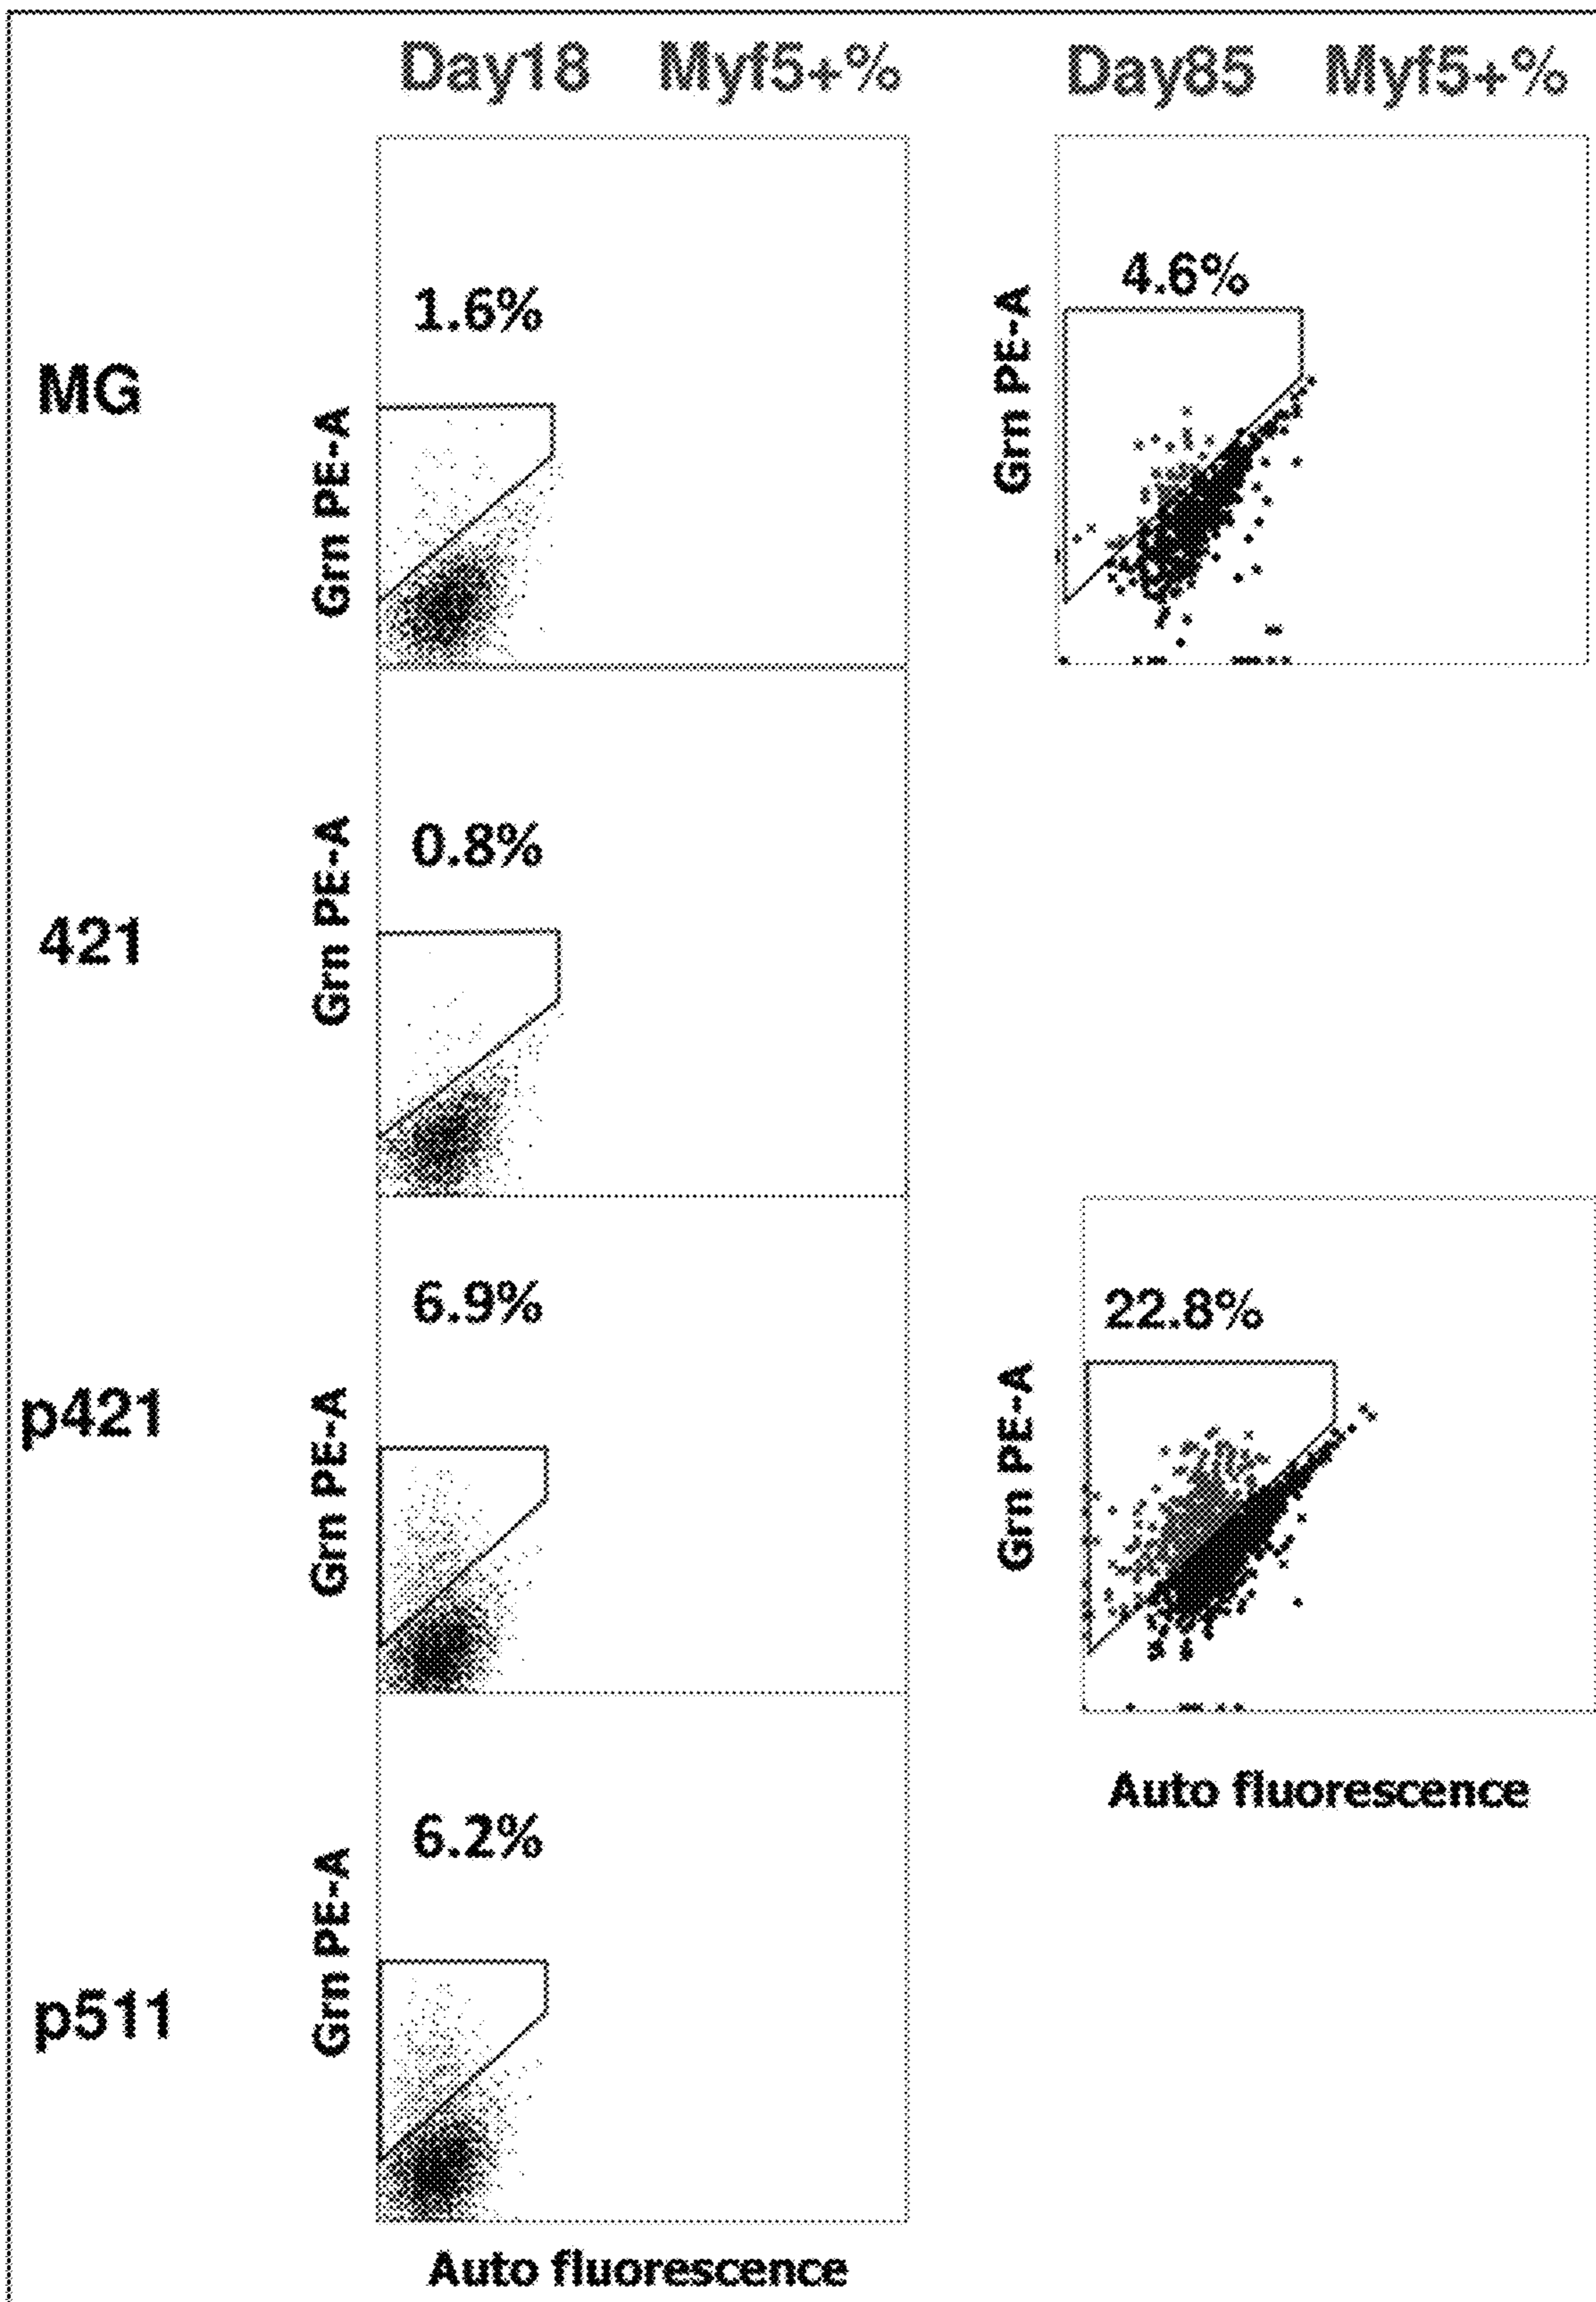 Day18 Myf5+% Day85 Myf5+%
MG
Grn PE-A
1.6%
Grn PE-A
4.6%
421
Grn PE-A
0.8%
p421
Grn PE-A
6.9%
Grn PE-A
22.8%
Auto fluorescence
p511
Grn PE-A
6.2%
Auto fluorescence